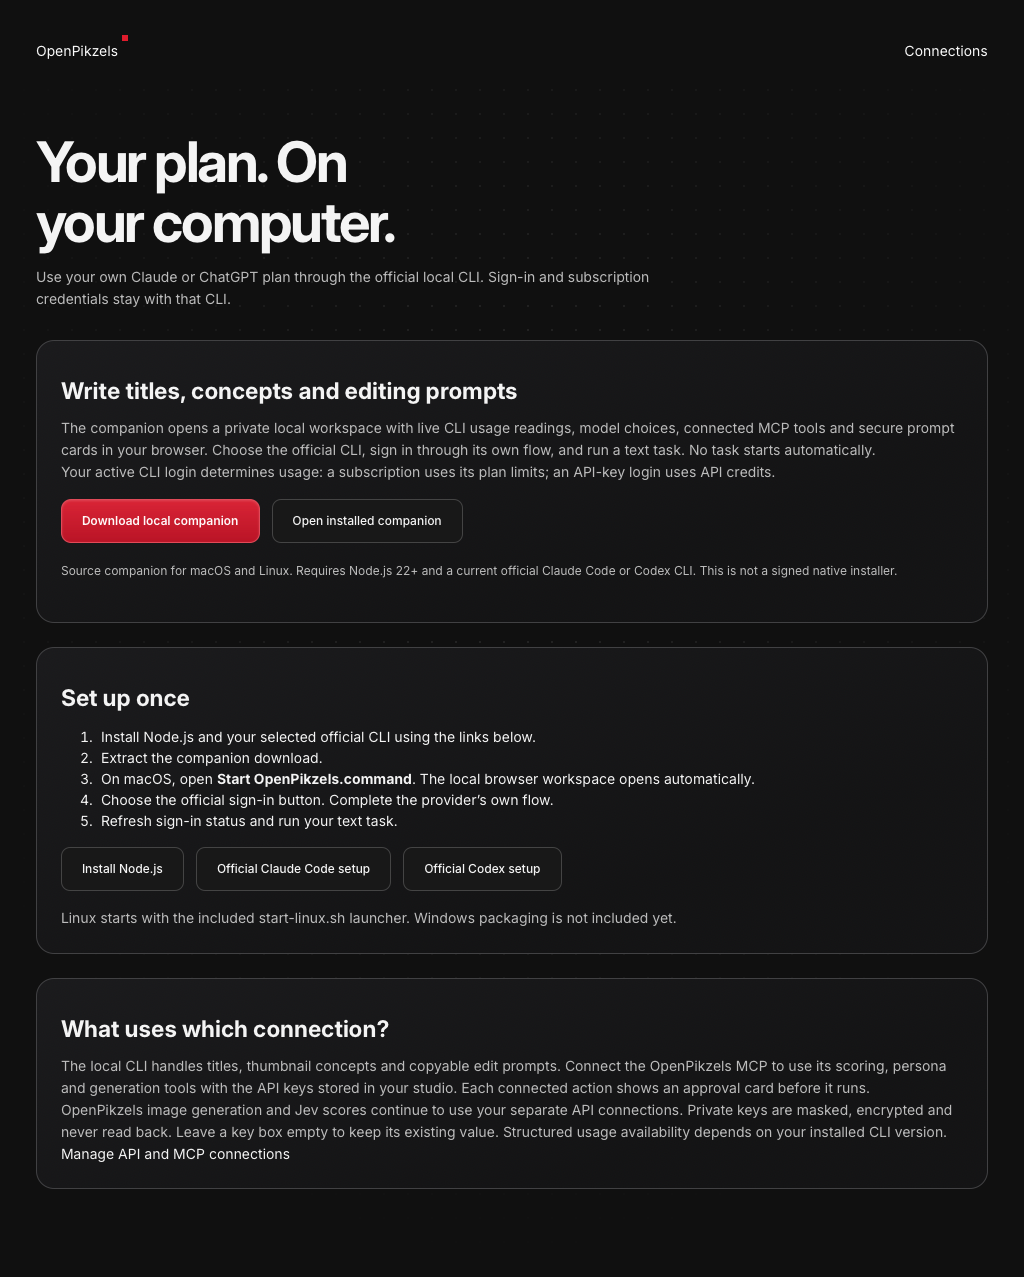 OpenPikzels
Connections
Your plan. On
your computer.
Use your own Claude or ChatGPT plan through the official local CLI. Sign-in and subscription
credentials stay with that CLI.
Write titles, concepts and editing prompts
The companion opens a private local workspace with live CLI usage readings, model choices, connected MCP tools and secure prompt
cards in your browser. Choose the official CLI, sign in through its own flow, and run a text task. No task starts automatically.
Your active CLI login determines usage: a subscription uses its plan limits; an API-key login uses API credits.
Download local companion
Open installed companion
Source companion for macOS and Linux. Requires Node.js 22+ and a current official Claude Code or Codex CLI. This is not a signed native installer.
Set up once
1. Install Node.js and your selected official CLI using the links below.
2. Extract the companion download.
3. On macOS, open Start OpenPikzels.command. The local browser workspace opens automatically.
4. Choose the official sign-in button. Complete the provider’s own flow.
5. Refresh sign-in status and run your text task.
Install Node.js
Official Claude Code setup
Official Codex setup
Linux starts with the included start-linux.sh launcher. Windows packaging is not included yet.
What uses which connection?
The local CLI handles titles, thumbnail concepts and copyable edit prompts. Connect the OpenPikzels MCP to use its scoring, persona
and generation tools with the API keys stored in your studio. Each connected action shows an approval card before it runs.
OpenPikzels image generation and Jev scores continue to use your separate API connections. Private keys are masked, encrypted and
never read back. Leave a key box empty to keep its existing value. Structured usage availability depends on your installed CLI version.
Manage API and MCP connections